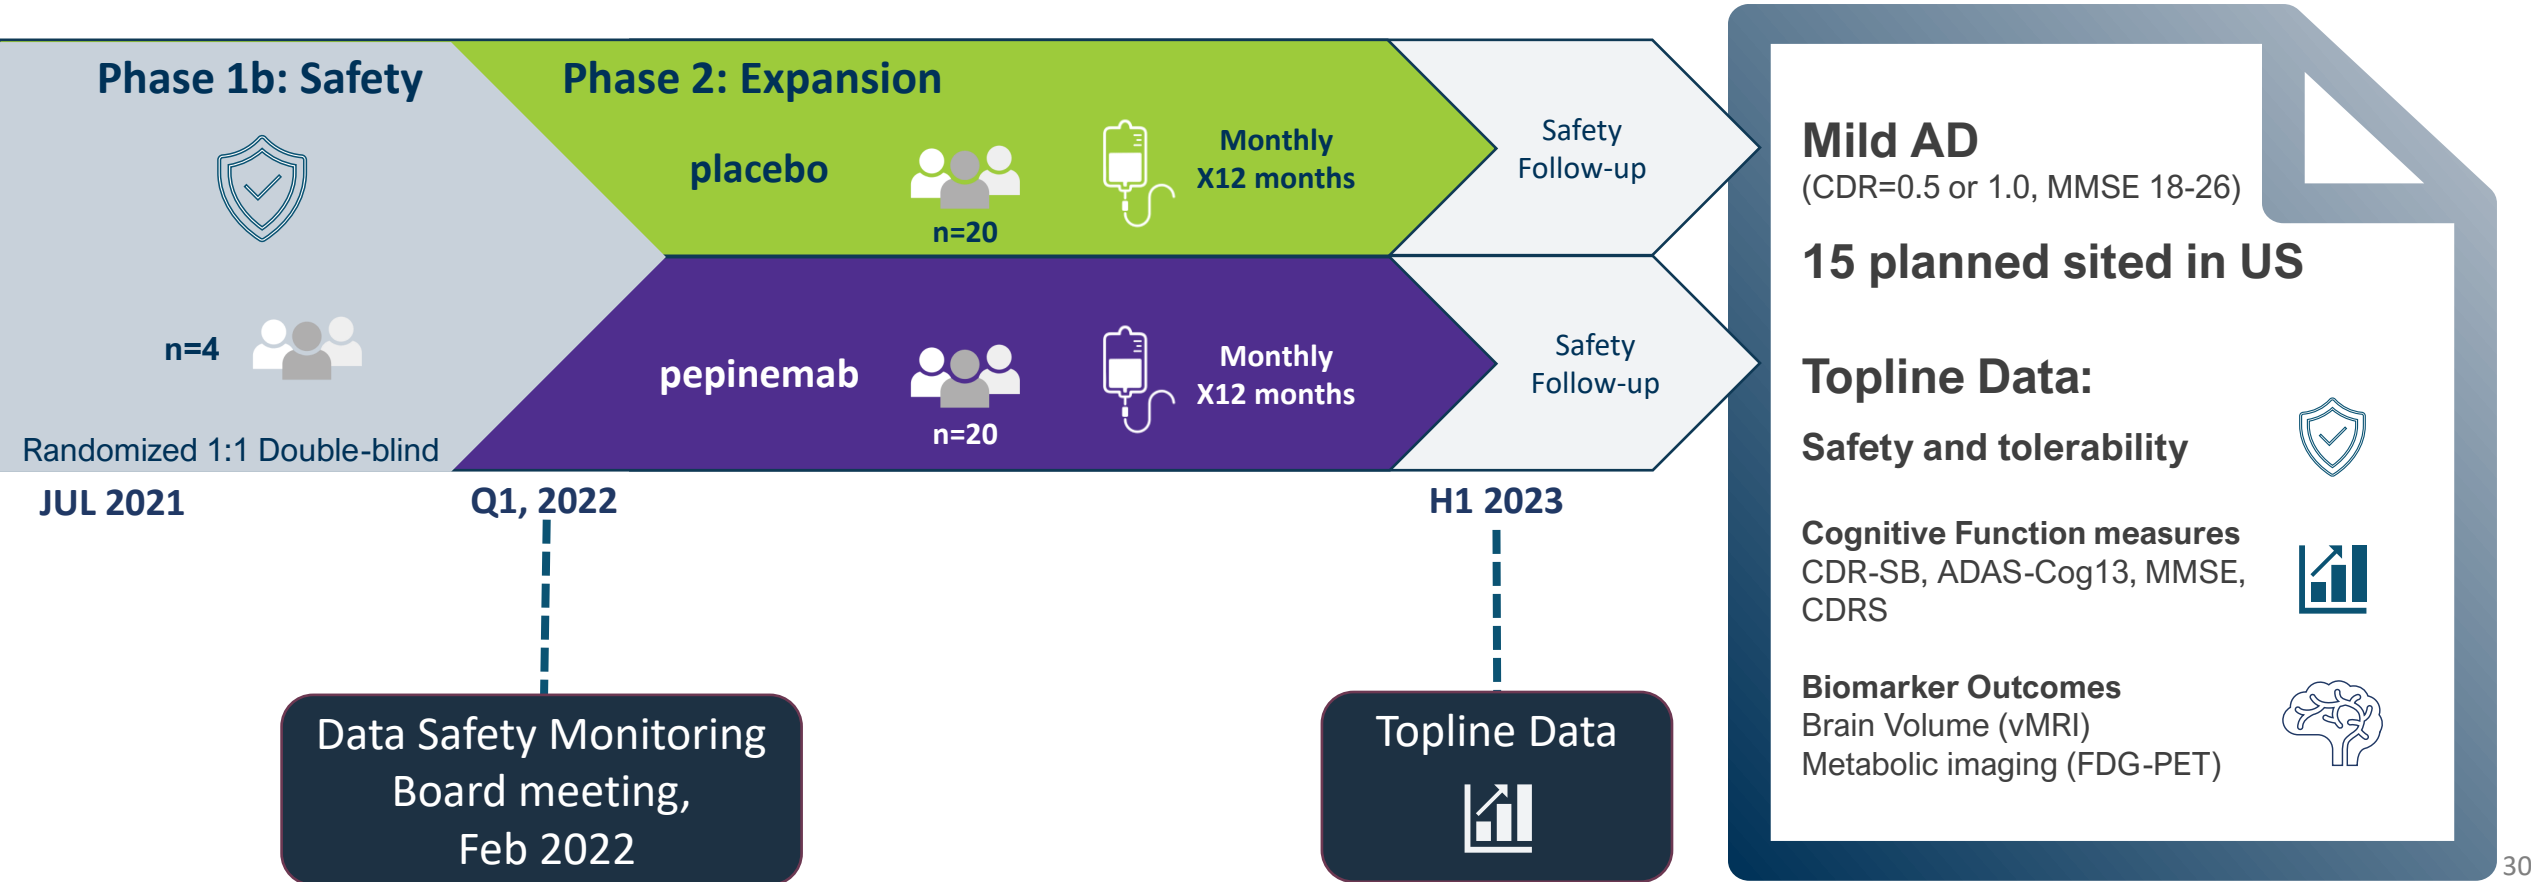 Phase 1b: Safety
n=4
Randomized 1:1 Double-blind
Phase 2: Expansion
placebo
n=20
Monthly
X12 months
Safety
Follow-up
pepinemab
n=20
Monthly
X12 months
Safety
Follow-up
JUL 2021
Q1, 2022
H1 2023
Data Safety Monitoring
Board meeting,
Feb 2022
Topline Data
Mild AD
(CDR=0.5 or 1.0, MMSE 18-26)
15 planned sited in US
Topline Data:
Safety and tolerability
Cognitive Function measures
CDR-SB, ADAS-Cog13, MMSE,
CDRS
Biomarker Outcomes
Brain Volume (vMRI)
Metabolic imaging (FDG-PET)
30